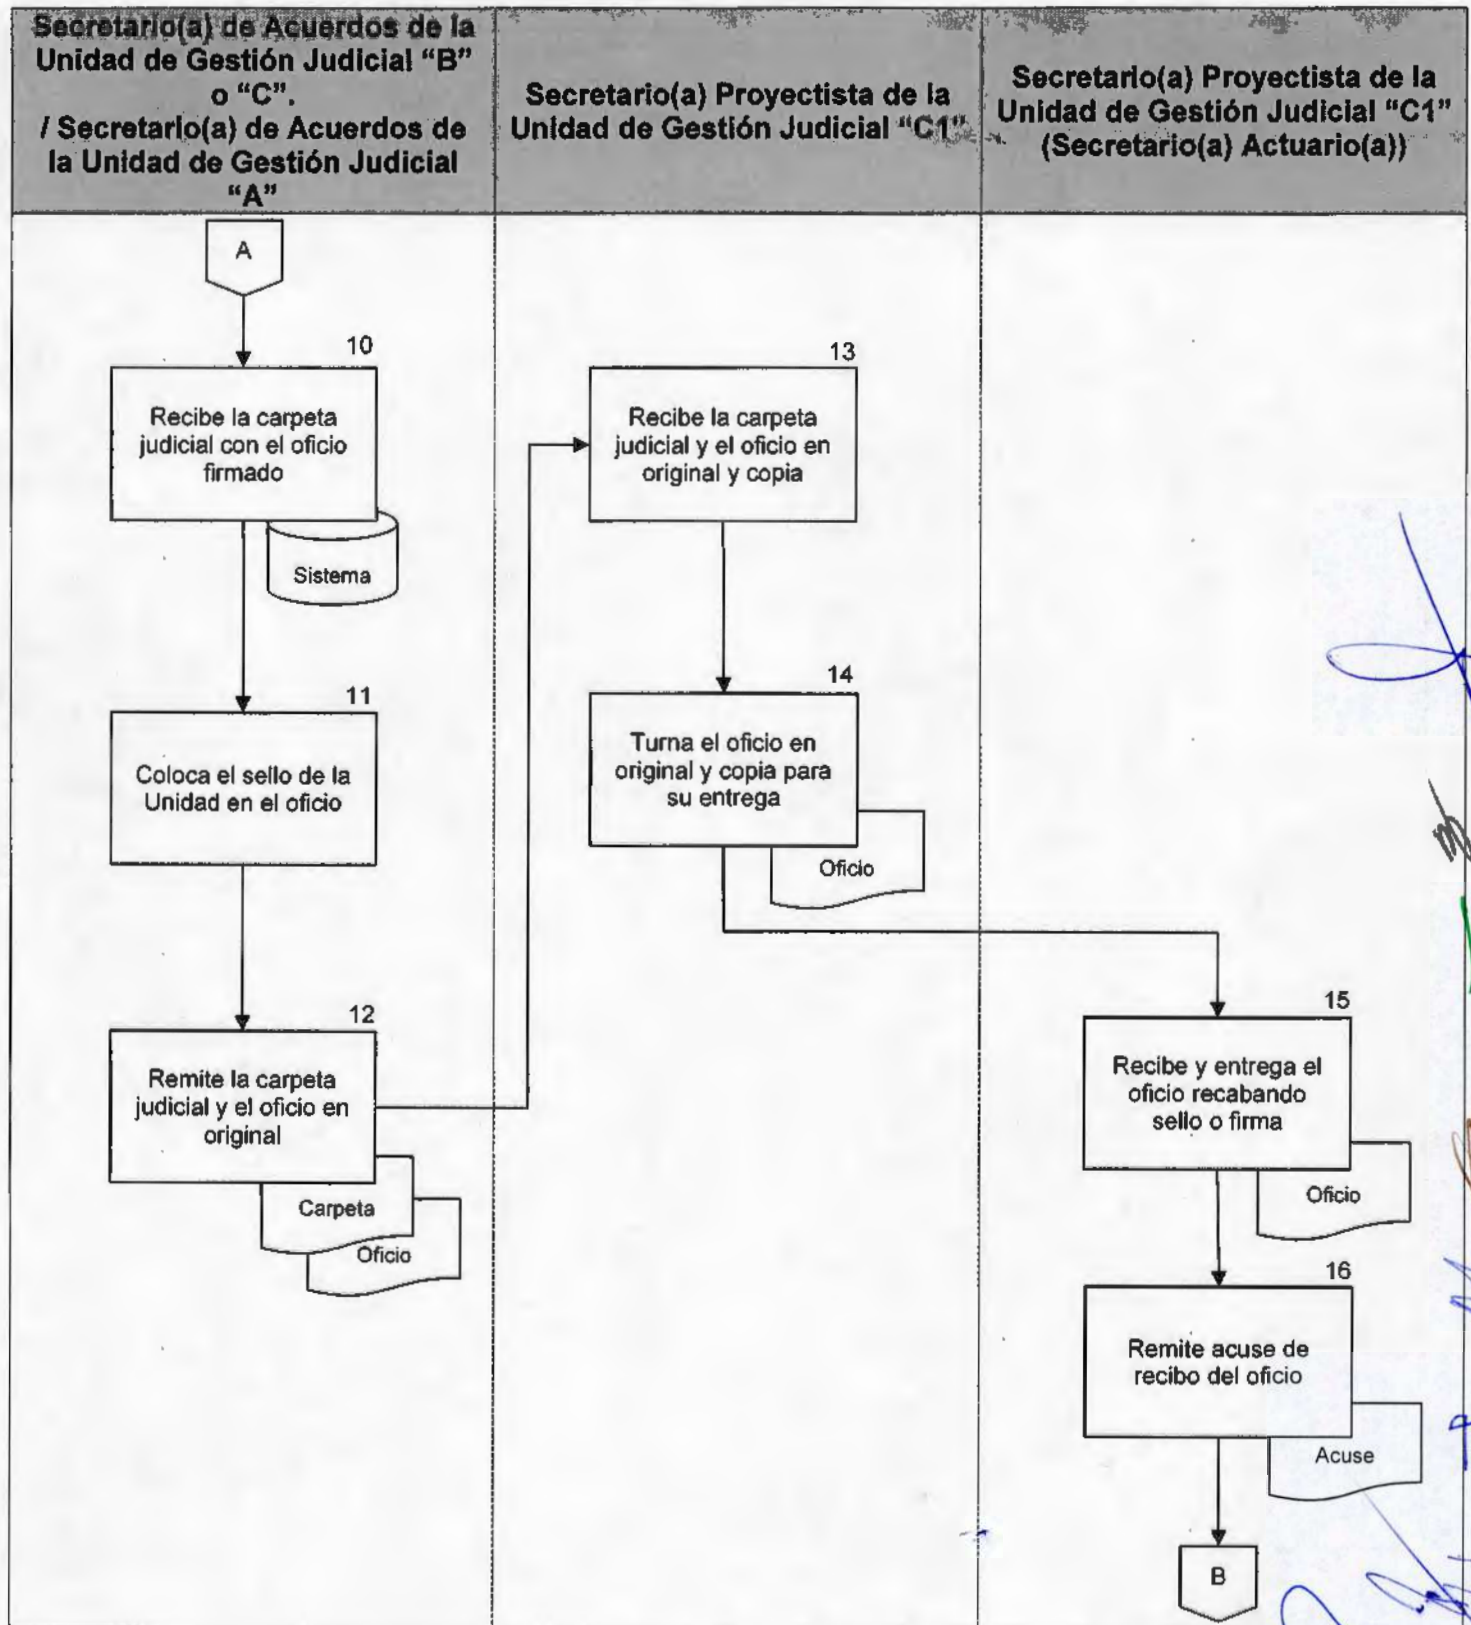 Secretario(a) de Acuerdos de la
Unidad de Gestión Judicial “B”
o “C”.
/ Secretario(a) de Acuerdos de
la Unidad de Gestión Judicial
“A”
Secretario(a) Proyectista de la
Unidad de Gestión Judicial “C1”
Secretario(a) Proyectista de la
Unidad de Gestión Judicial “C1”
(Secretario(a) Actuario(a))
A
10
Recibe la carpeta
judicial con el oficio
firmado
Sistema
11
Coloca el sello de la
Unidad en el oficio
12
Remite la carpeta
judicial y el oficio en
original
Carpeta
Oficio
13
Recibe la carpeta
judicial y el oficio en
original y copia
14
Turna el oficio en
original y copia para
su entrega
Oficio
15
Recibe y entrega el
oficio recabando
sello o firma
Oficio
16
Remite acuse de
recibo del oficio
Acuse
B